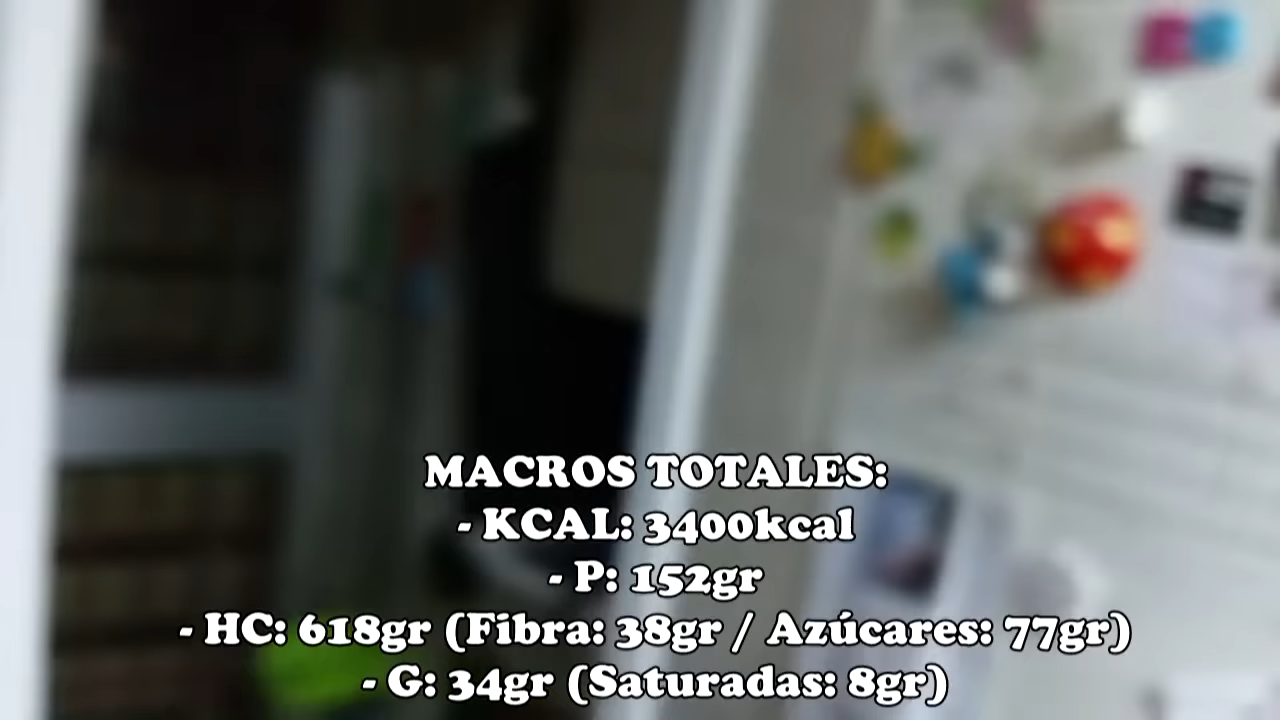 MACROS TOTALES:
- KCAL: 3400kcal
- P: 152gr
- HC: 618gr (Fibra: 38gr / Azúcares: 77gr)
- G: 34gr (Saturadas: 8gr)